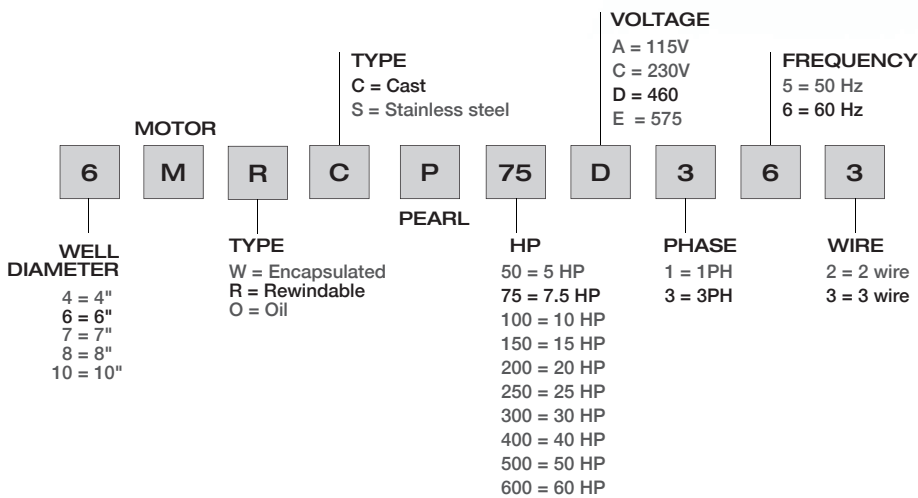 VOLTAGE
A = 115V
C = 230V
D = 460
E = 575
TYPE
C = Cast
S = Stainless steel
FREQUENCY
5 = 50 Hz
6 = 60 Hz
MOTOR
6 M R C P 75 D 3 6 3
PEARL
WELL
DIAMETER
4 = 4"
6 = 6"
7 = 7"
8 = 8"
10 = 10"
TYPE
W = Encapsulated
R = Rewindable
O = Oil
HP
50 = 5 HP
75 = 7.5 HP
100 = 10 HP
150 = 15 HP
200 = 20 HP
250 = 25 HP
300 = 30 HP
400 = 40 HP
500 = 50 HP
600 = 60 HP
PHASE
1 = 1PH
3 = 3PH
WIRE
2 = 2 wire
3 = 3 wire